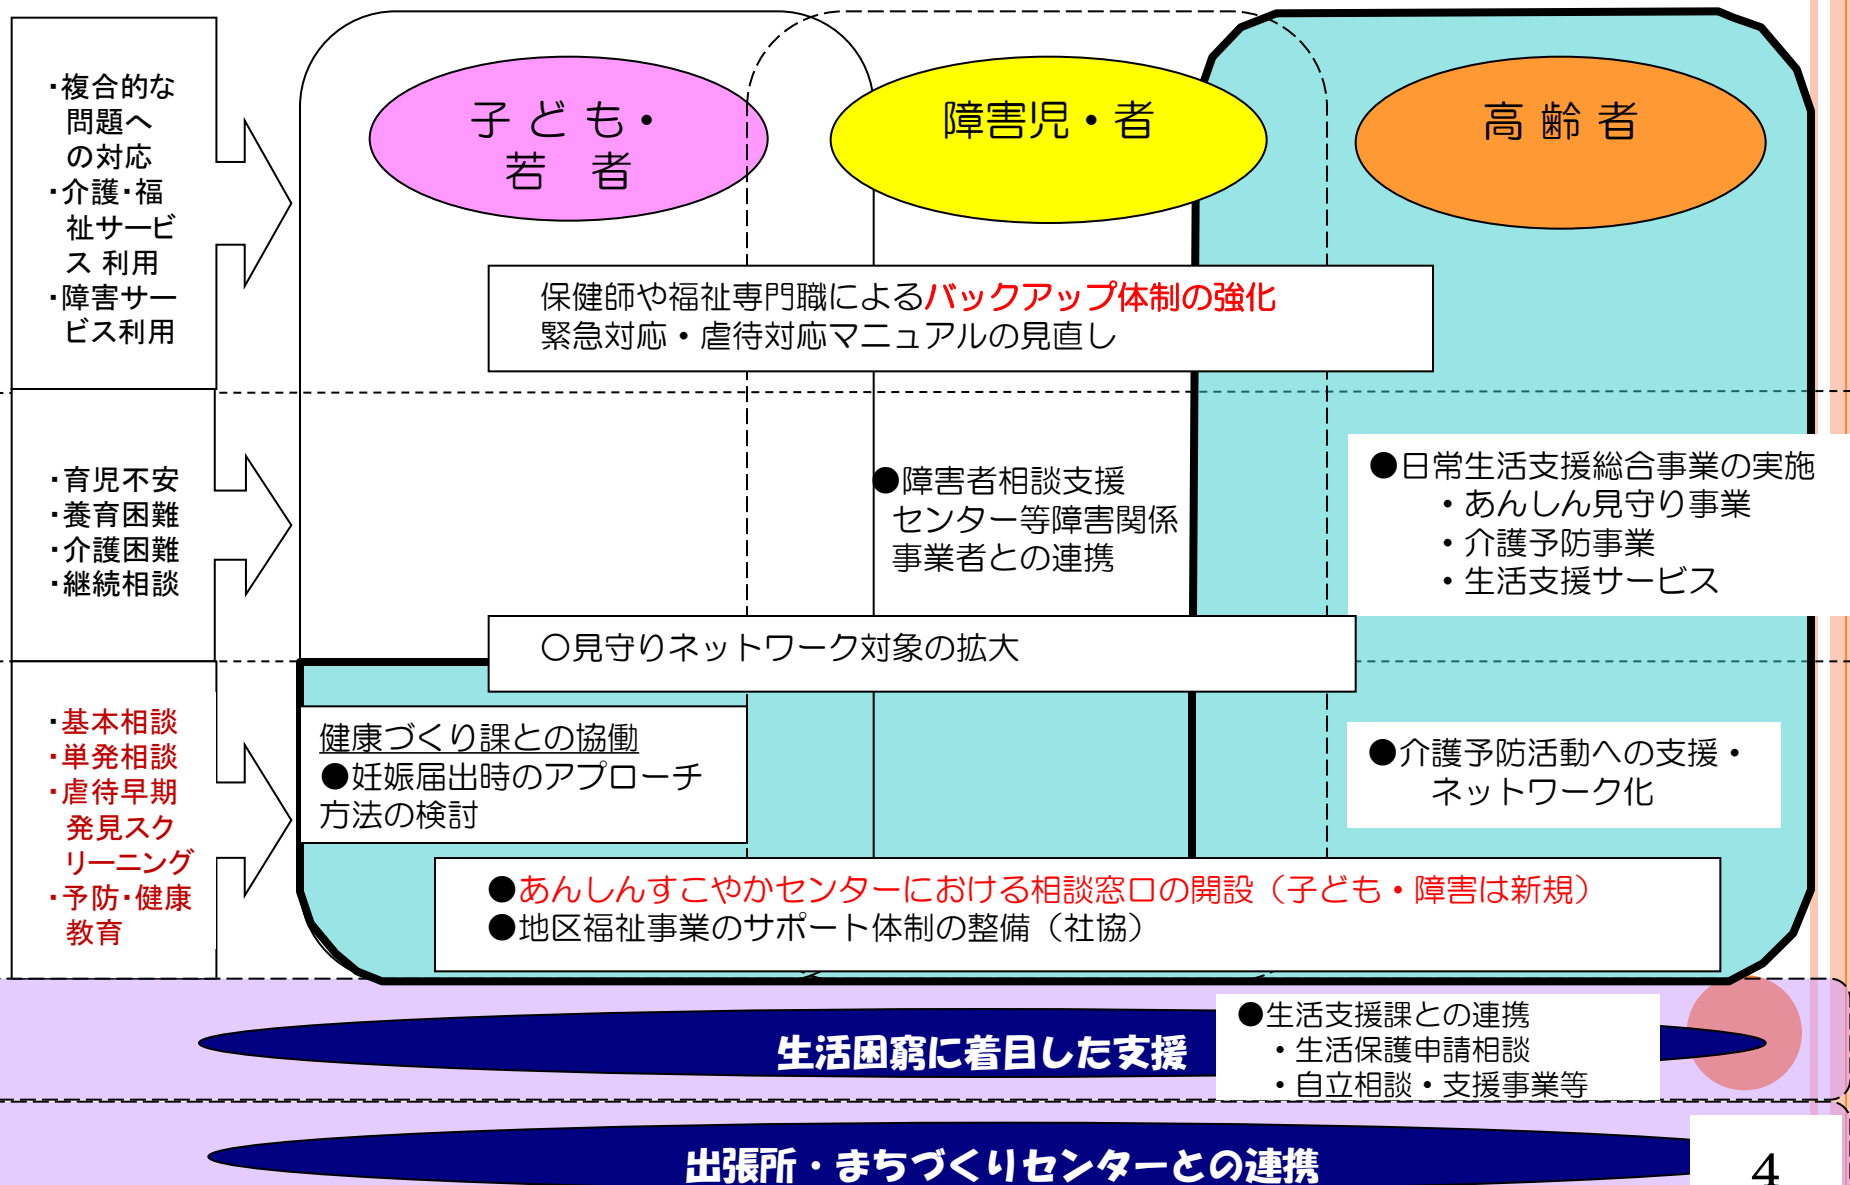 ・複合的な
問題へ
の対応
・介護・福
祉サービ
ス 利用
・障害サー
ビス利用
子 ど も・
若 者
障害児・者
高 齢 者
保健師や福祉専門職によるバックアップ体制の強化
緊急対応・虐待対応マニュアルの見直し
・育児不安
・養育困難
・介護困難
・継続相談
●障害者相談支援
センター等障害関係
事業者との連携
●日常生活支援総合事業の実施
・あんしん見守り事業
・介護予防事業
・生活支援サービス
○見守りネットワーク対象の拡大
・基本相談
・単発相談
・虐待早期
発見スク
リーニング
・予防・健康
教育
健康づくり課との協働
●妊娠届出時のアプローチ
方法の検討
●介護予防活動への支援・
ネットワーク化
●あんしんすこやかセンターにおける相談窓口の開設（子ども・障害は新規）
●地区福祉事業のサポート体制の整備（社協）
生活困窮に着目した支援
●生活支援課との連携
・生活保護申請相談
・自立相談・支援事業等
出張所・まちづくりセンターとの連携
4